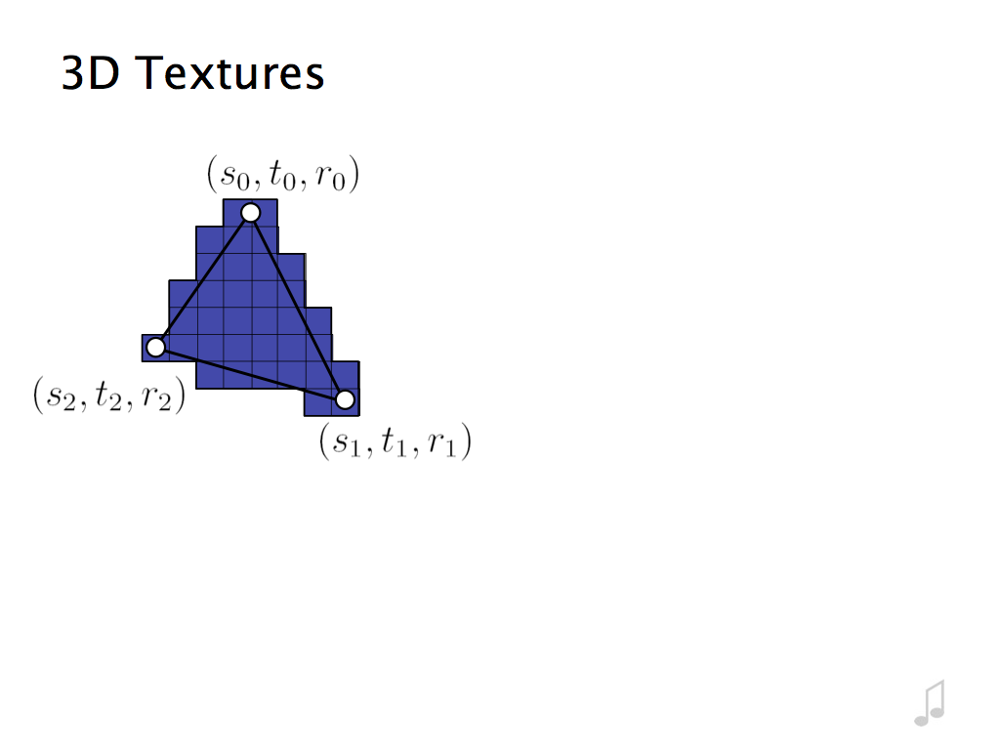 3D Textures
(s₀, t₀, r₀)
(s₂, t₂, r₂)
(s₁, t₁, r₁)